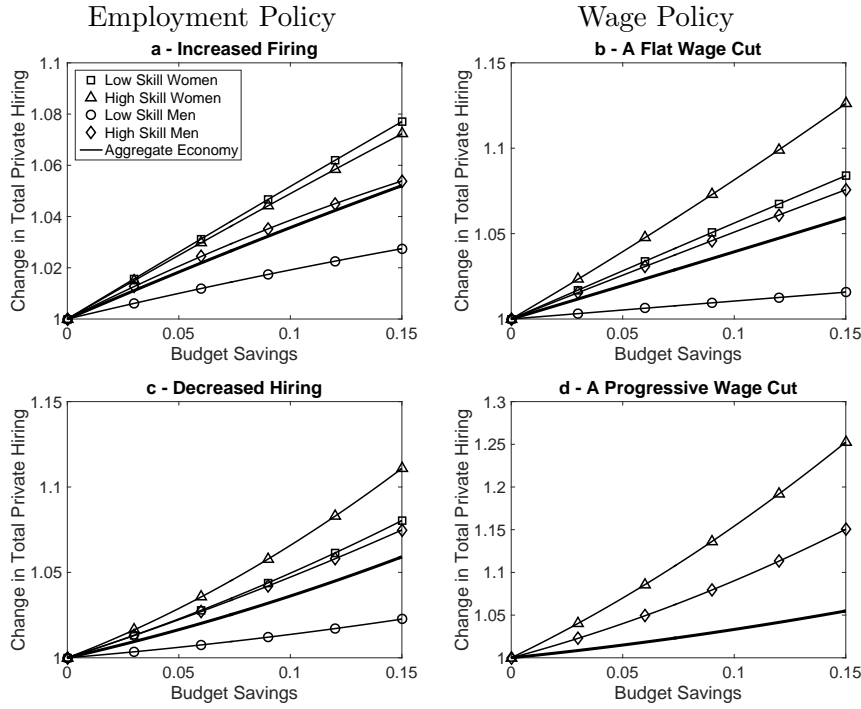 Employment Policy
Wage Policy
a - Increased Firing
1.1
1.08
1.06
1.04
1.02
1
Change in Total Private Hiring
Low Skill Women
High Skill Women
Low Skill Men
High Skill Men
Aggregate Economy
0
0.05
0.1
0.15
Budget Savings
b - A Flat Wage Cut
1.15
1.1
1.05
1
Change in Total Private Hiring
0
0.05
0.1
0.15
Budget Savings
c - Decreased Hiring
1.15
1.1
1.05
1
Change in Total Private Hiring
0
0.05
0.1
0.15
Budget Savings
d - A Progressive Wage Cut
1.3
1.25
1.2
1.15
1.1
1.05
1
Change in Total Private Hiring
0
0.05
0.1
0.15
Budget Savings